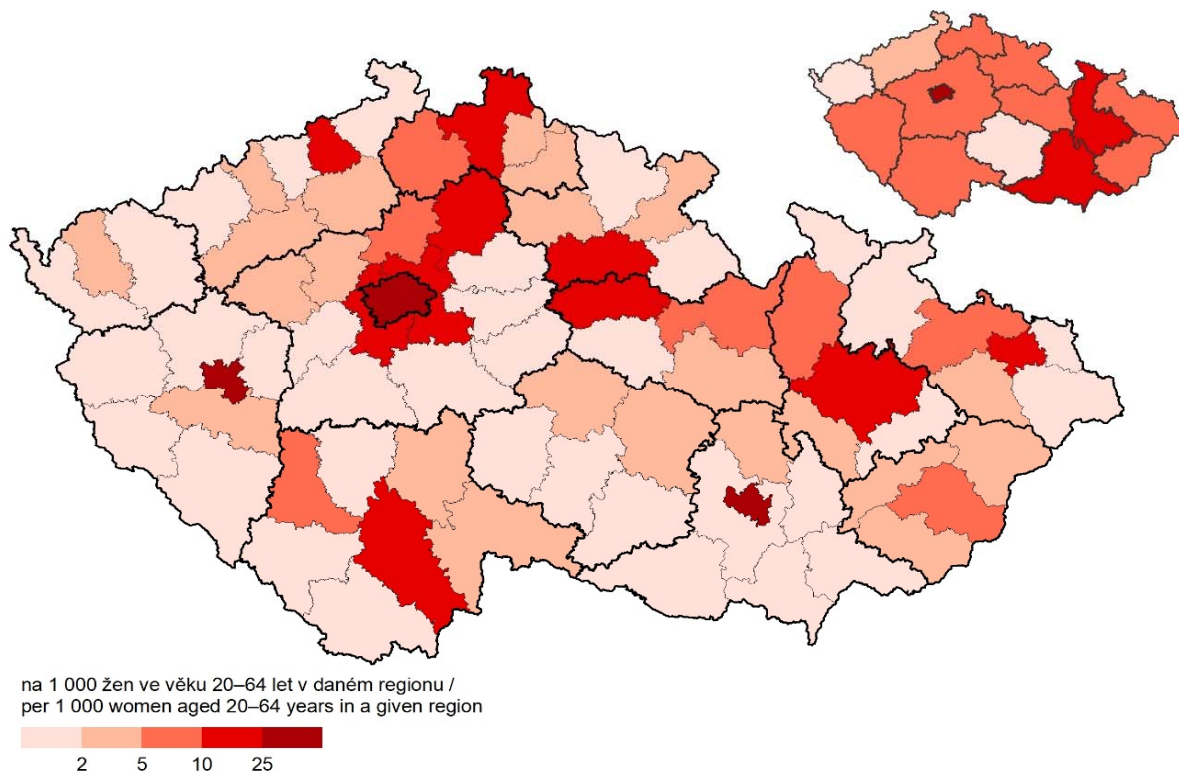 na 1 000 žen ve věku 20–64 let v daném regionu /
per 1 000 women aged 20–64 years in a given region
2 5 10 25